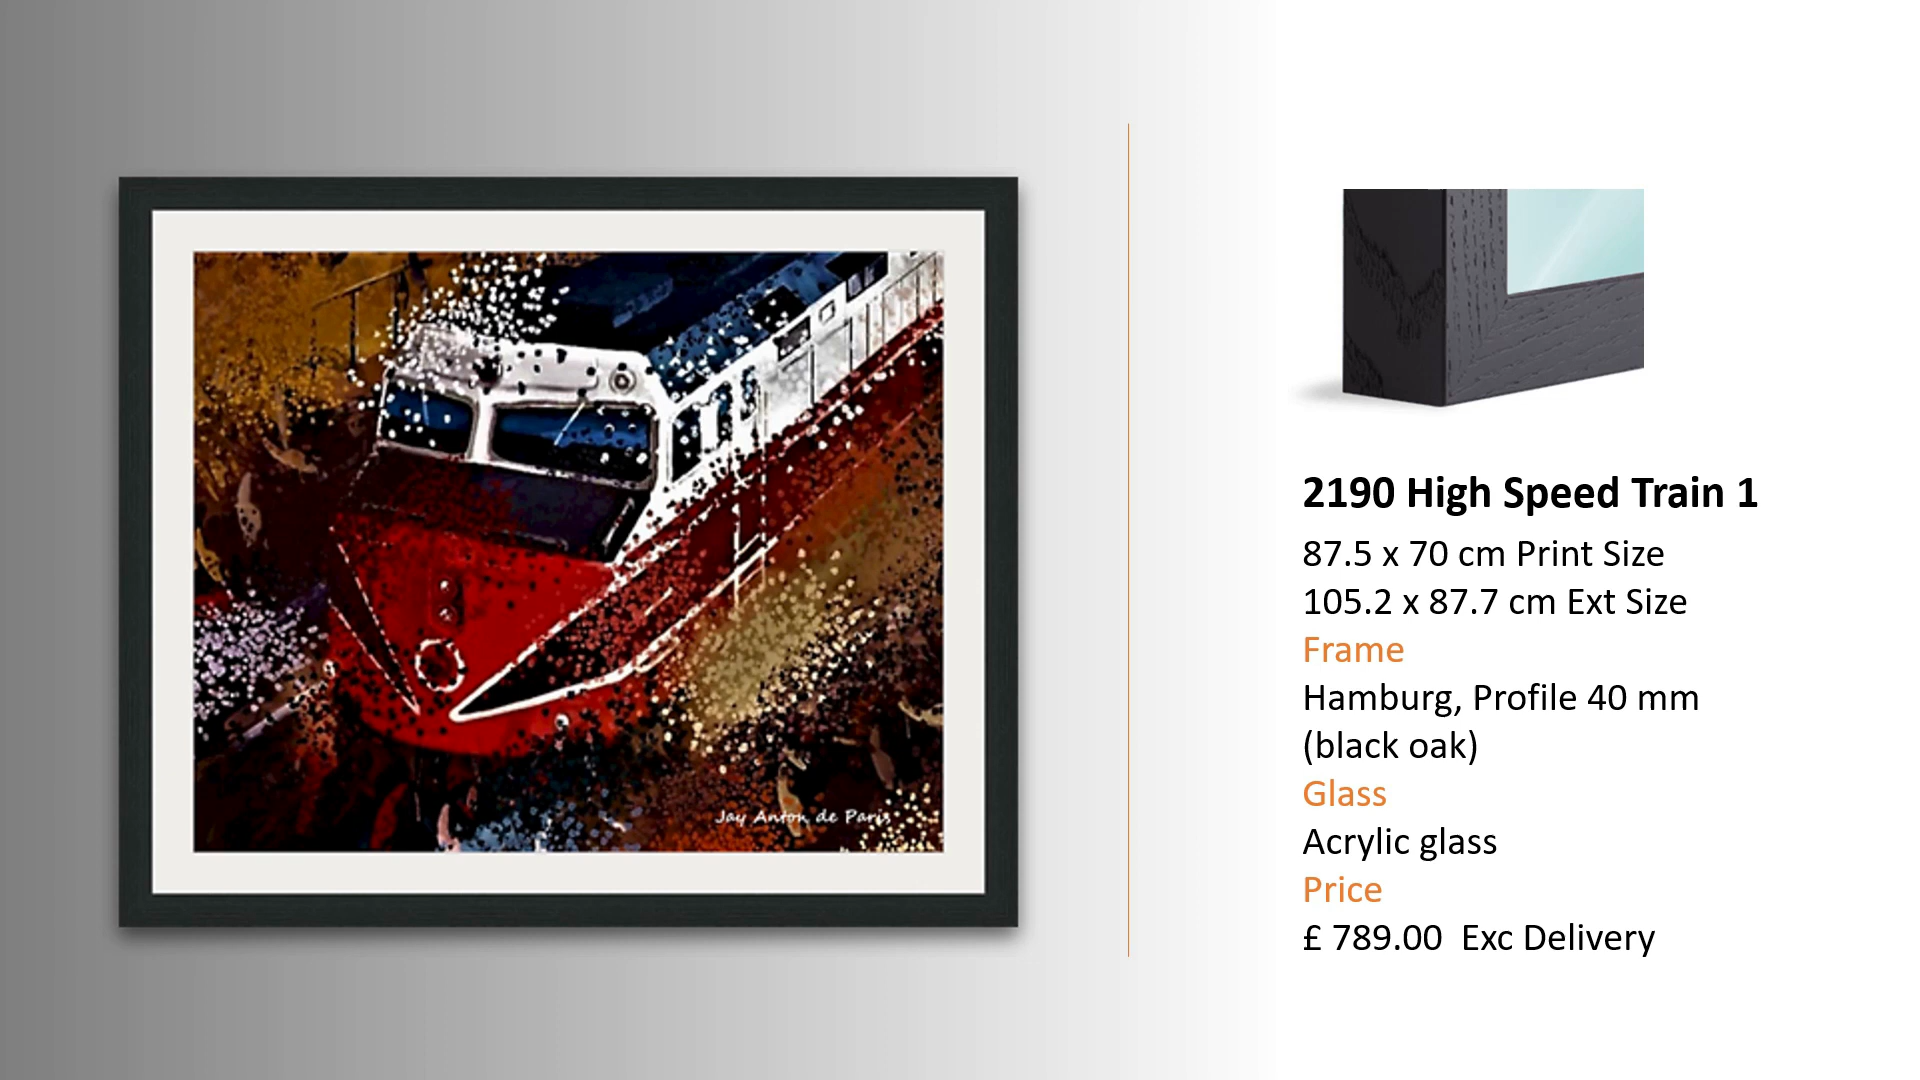 Jay Anton de Paris
2190 High Speed Train 1
87.5 x 70 cm Print Size
105.2 x 87.7 cm Ext Size
Frame
Hamburg, Profile 40 mm
(black oak)
Glass
Acrylic glass
Price
£ 789.00  Exc Delivery